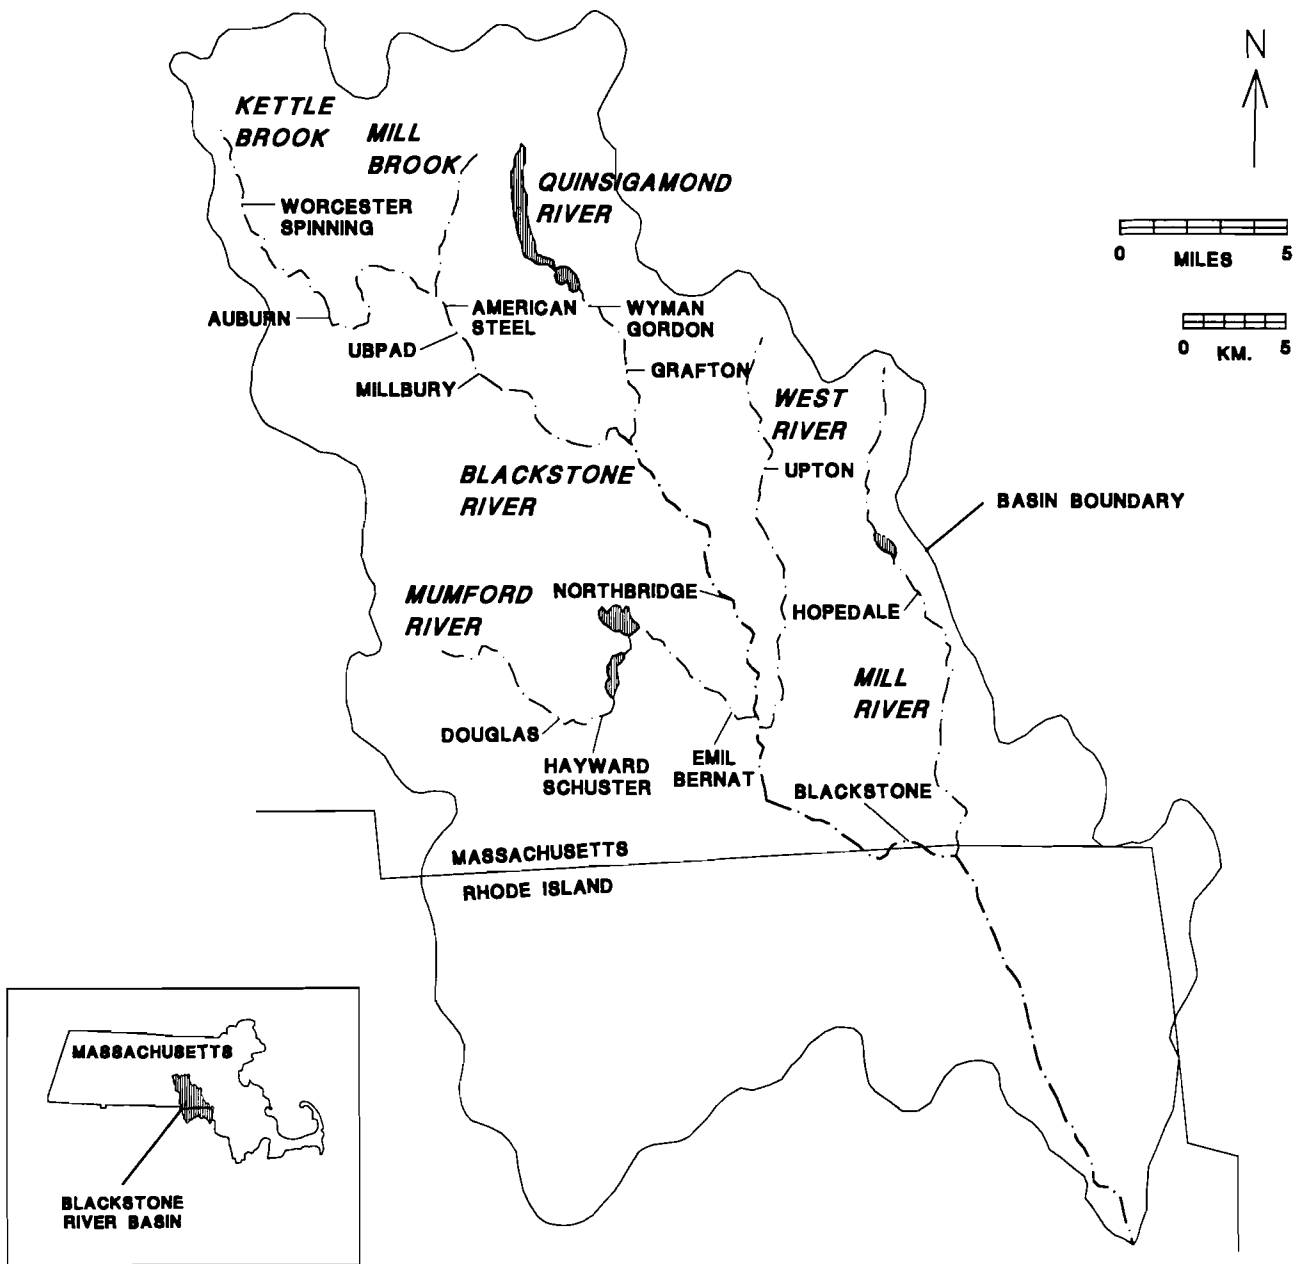 N
KETTLE
BROOK
MILL
BROOK
QUINSIGAMOND
RIVER
WORCESTER
SPINNING
0
5
MILES
AUBURN
AMERICAN
STEEL
WYMAN
GORDON
UBPAD
0
5
KM.
MILLBURY
GRAFTON
WEST
RIVER
BLACKSTONE
RIVER
UPTON
BASIN BOUNDARY
MUMFORD
RIVER
NORTHBRIDGE
HOPEDALE
MILL
RIVER
DOUGLAS
HAYWARD
SCHUSTER
EMIL
BERNAT
BLACKSTONE
MASSACHUSETTS
RHODE ISLAND
MASSACHUSETTS
BLACKSTONE
RIVER BASIN